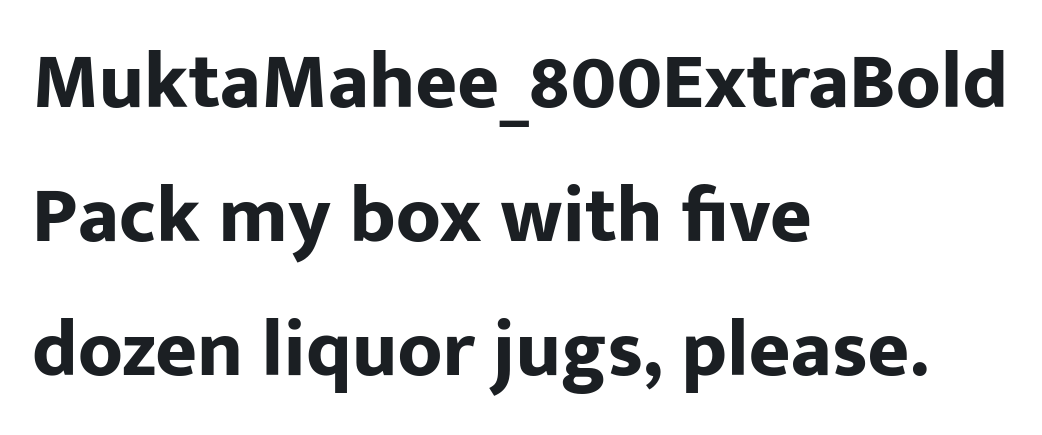 MuktaMahee_800ExtraBold
Pack my box with five
dozen liquor jugs, please.